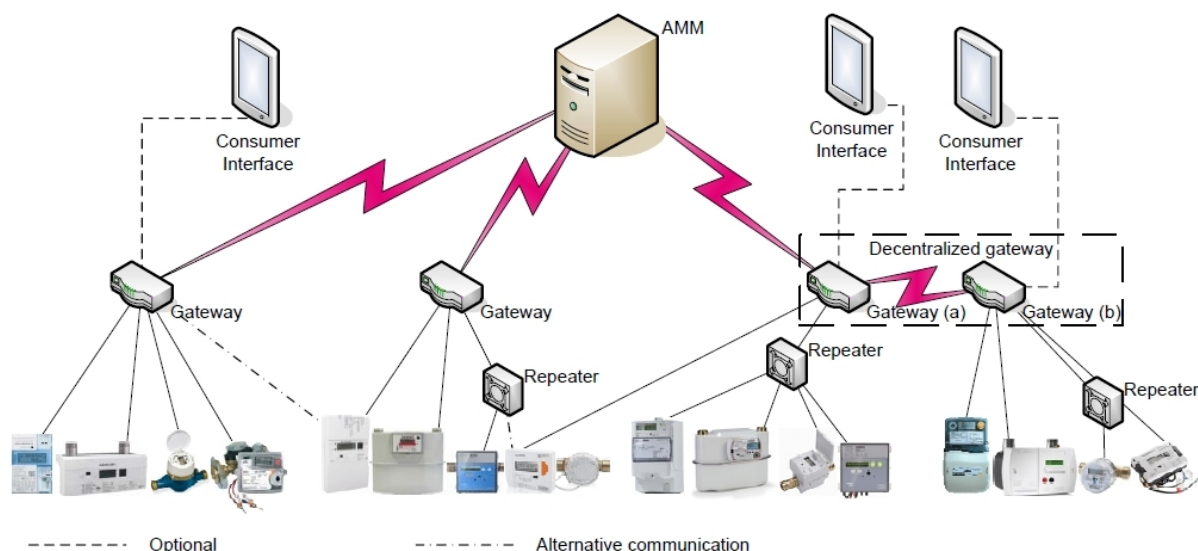 AMM
Consumer
Interface
Consumer
Interface
Consumer
Interface
Decentralized gateway
Gateway
Gateway
Gateway (a)
Gateway (b)
Repeater
Repeater
Repeater
Optional
Alternative communication